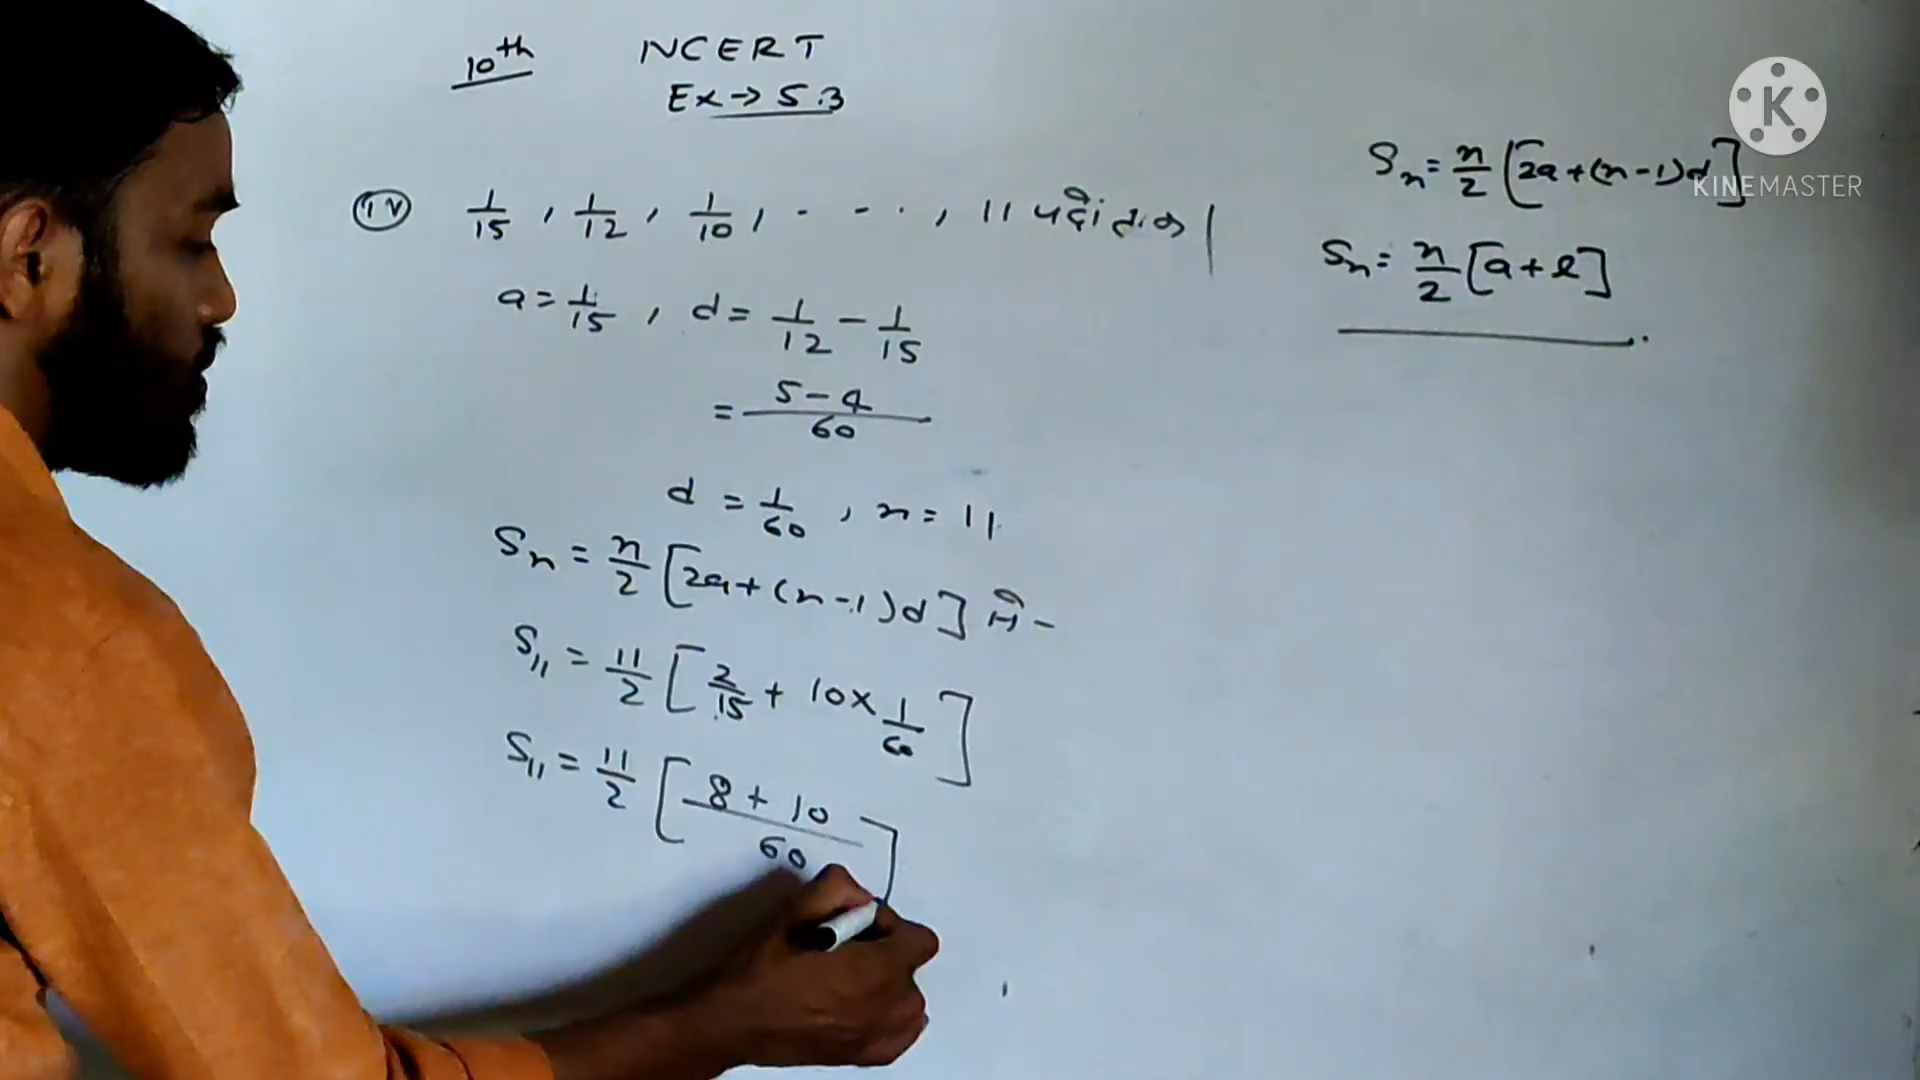 10th NCERT
Ex→5.3
(iv) 1/15, 1/12, 1/10, - - ., 11 पदों तक |
a = 1/15, d = 1/12 - 1/15
= 5-4/60
d = 1/60, n = 11
Sn = n/2 [2a+(n-1)d] से -
S11 = 11/2 [2/15 + 10× 1/60]
S11 = 11/2 [8+10/60]
Sn = n/2 [2a+(n-1)d]
Sn = n/2 [a+l]
K
KINEMASTER